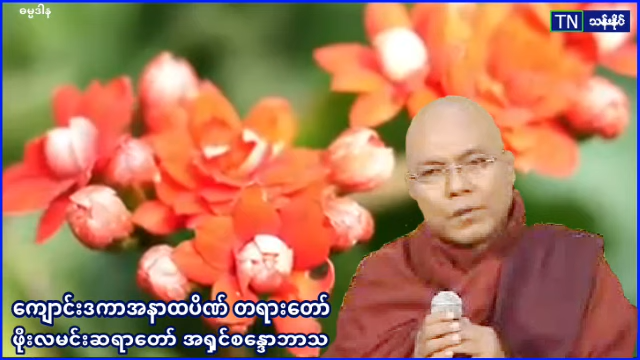 ဓမ္မဒါန
TN သန်းနိုင်
ကျောင်းဒကာအနာထပိဏ် တရားတော်
ဖိုးလမင်းဆရာတော် အရှင်စန္ဒောဘာသ